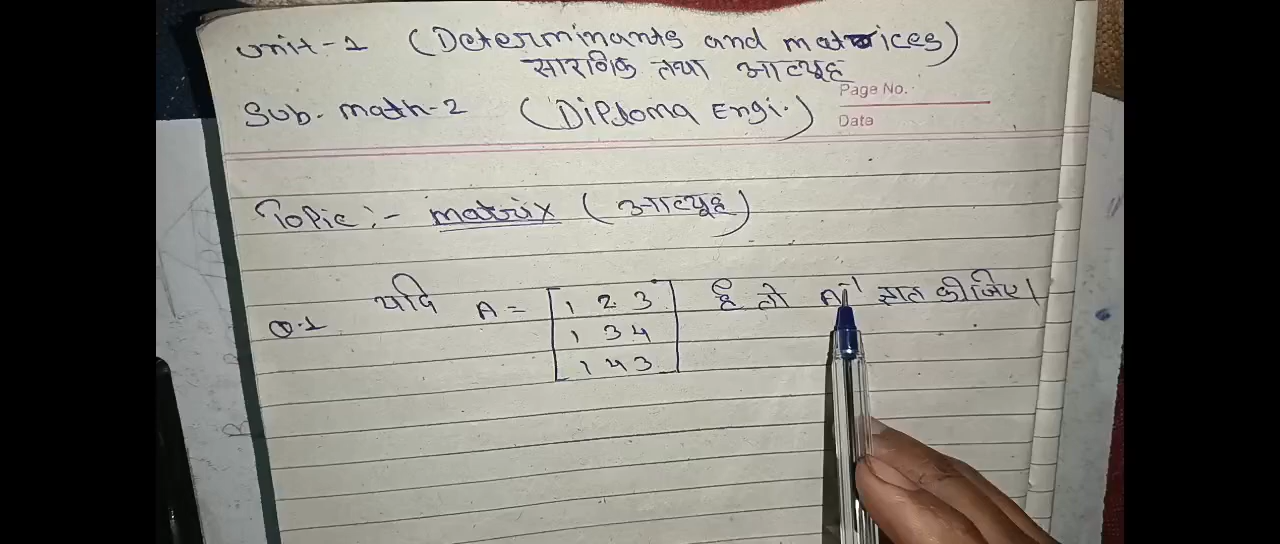 Unit-1 (Determinants and matrices)
सारणिक तथा आव्यूह
Page No.
Sub. math-2 (Diploma Engi.)
Date
Topic:- matrix (आव्यूह)
Q.1 यदि A = [1 2 3 है तो A⁻¹ ज्ञात कीजिए।
1 3 4
1 4 3]